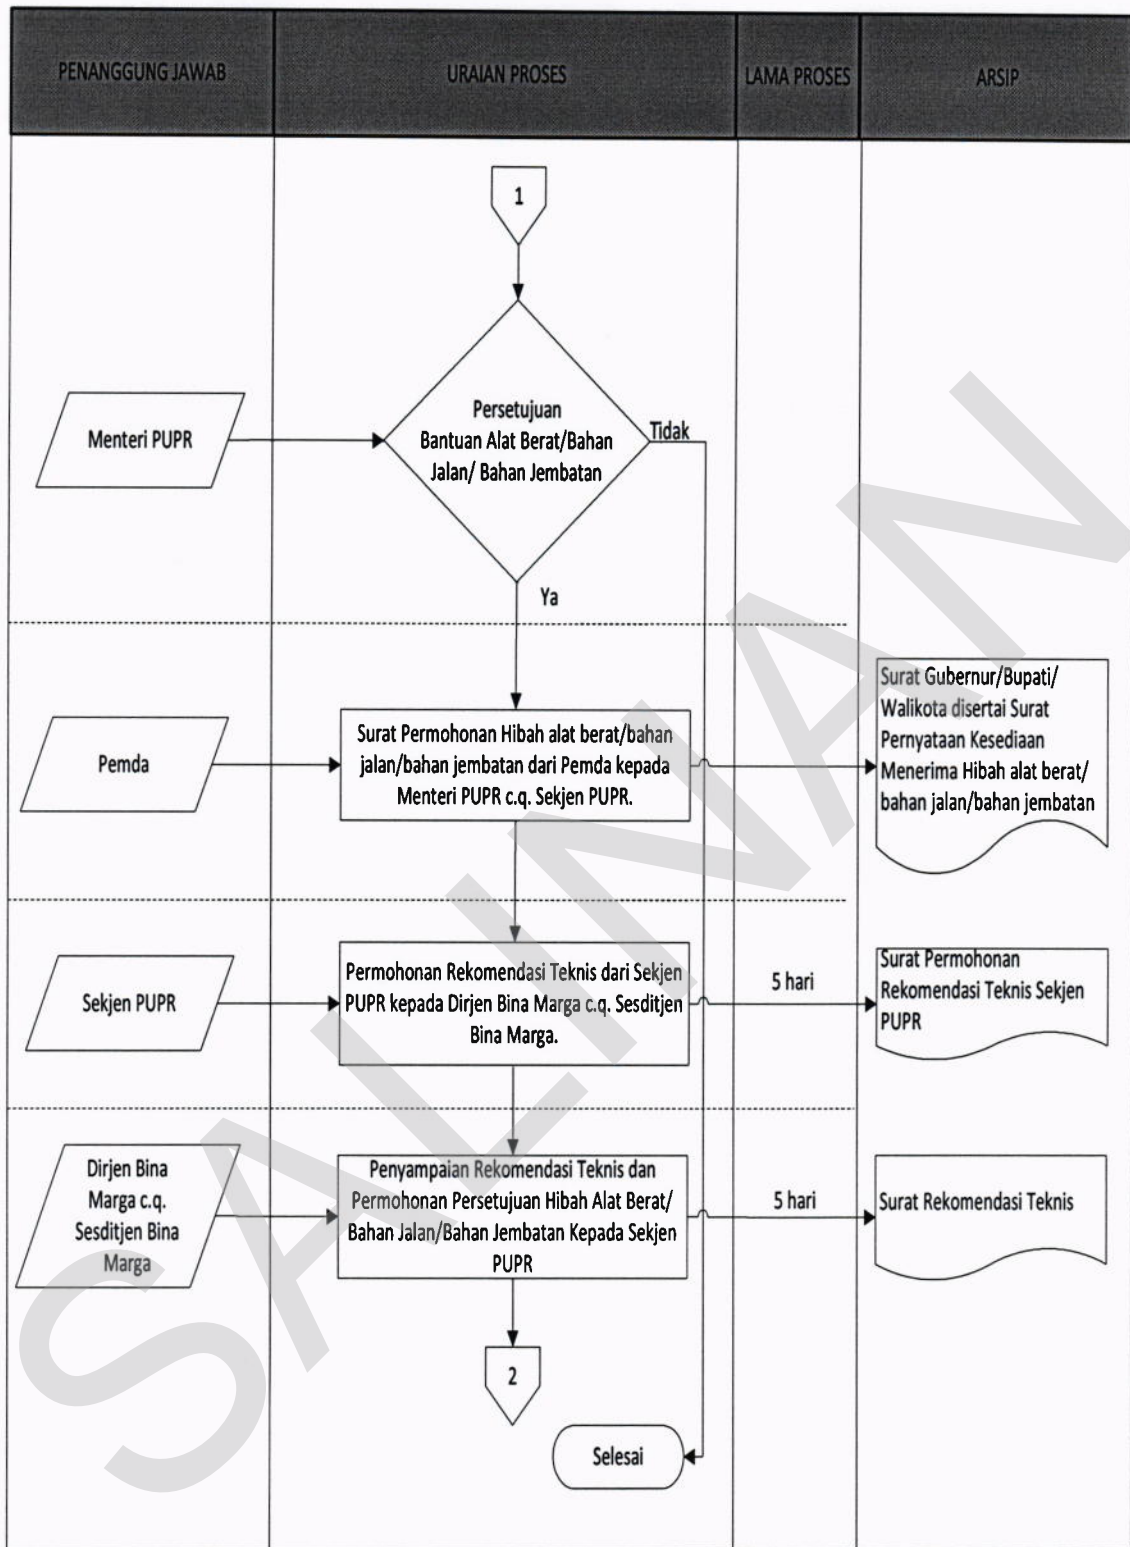 PENANGGUNG JAWAB
URAIAN PROSES
LAMA PROSES
ARSIP
1
Menteri PUPR
Persetujuan
Bantuan Alat Berat/Bahan
Jalan/ Bahan Jembatan
Tidak
Ya
Pemda
Surat Permohonan Hibah alat berat/bahan
jalan/bahan jembatan dari Pemda kepada
Menteri PUPR c.q. Sekjen PUPR.
Surat Gubernur/Bupati/
Walikota disertai Surat
Pernyataan Kesediaan
Menerima Hibah alat berat/
bahan jalan/bahan jembatan
Sekjen PUPR
Permohonan Rekomendasi Teknis dari Sekjen
PUPR kepada Dirjen Bina Marga c.q. Sesditjen
Bina Marga.
5 hari
Surat Permohonan
Rekomendasi Teknis Sekjen
PUPR
Dirjen Bina
Marga c.q.
Sesditjen Bina
Marga
Penyampaian Rekomendasi Teknis dan
Permohonan Persetujuan Hibah Alat Berat/
Bahan Jalan/Bahan Jembatan Kepada Sekjen
PUPR
5 hari
Surat Rekomendasi Teknis
2
Selesai
SALINAN